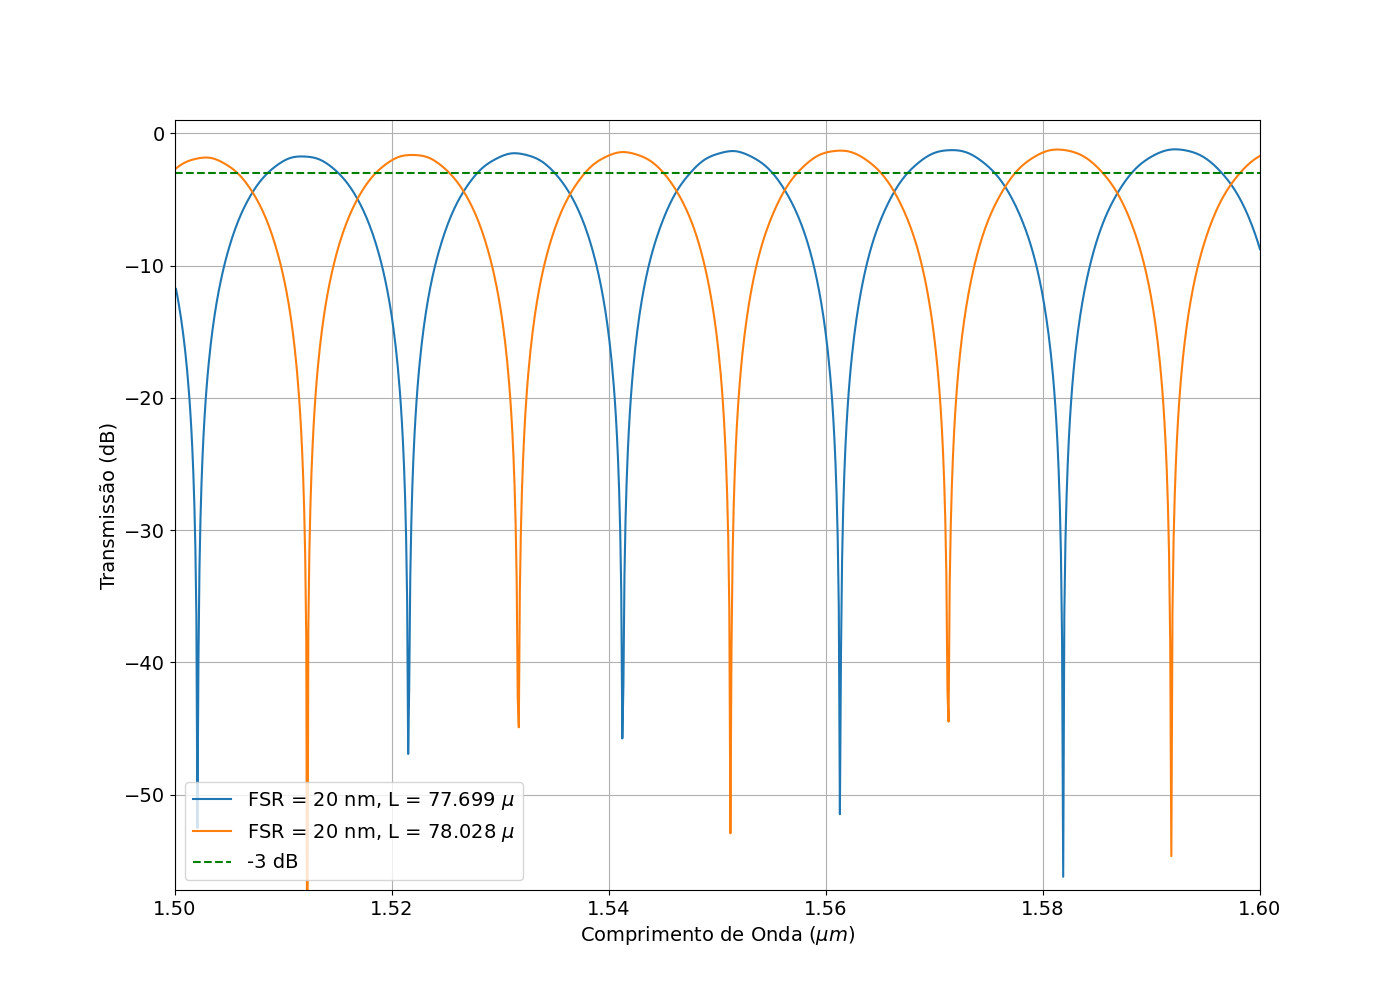 0
−10
−20
−30
−40
−50
Transmissão (dB)
FSR = 20 nm, L = 77.699 μ
FSR = 20 nm, L = 78.028 μ
-3 dB
1.50 1.52 1.54 1.56 1.58 1.60
Comprimento de Onda (μm)